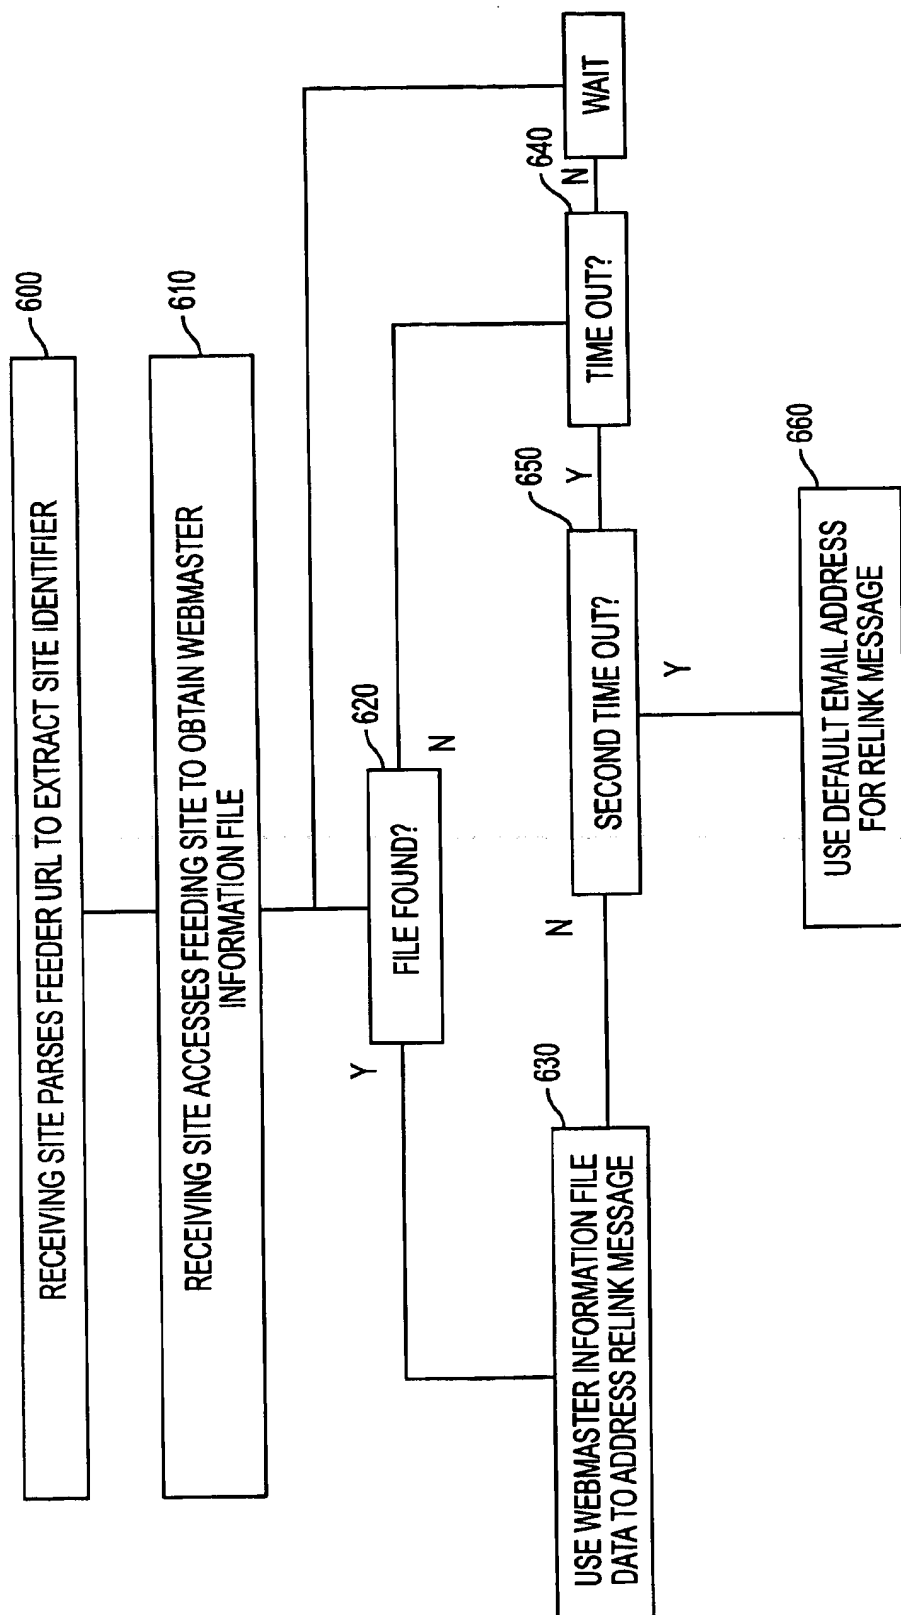 RECEIVING SITE PARSES FEEDER URL TO EXTRACT SITE IDENTIFIER
600
RECEIVING SITE ACCESSES FEEDING SITE TO OBTAIN WEBMASTER
INFORMATION FILE
610
Y
FILE FOUND?
620
N
USE WEBMASTER INFORMATION FILE
DATA TO ADDRESS RELINK MESSAGE
630
N
SECOND TIME OUT?
650
Y
TIME OUT?
640
N
WAIT
Y
USE DEFAULT EMAIL ADDRESS
FOR RELINK MESSAGE
660